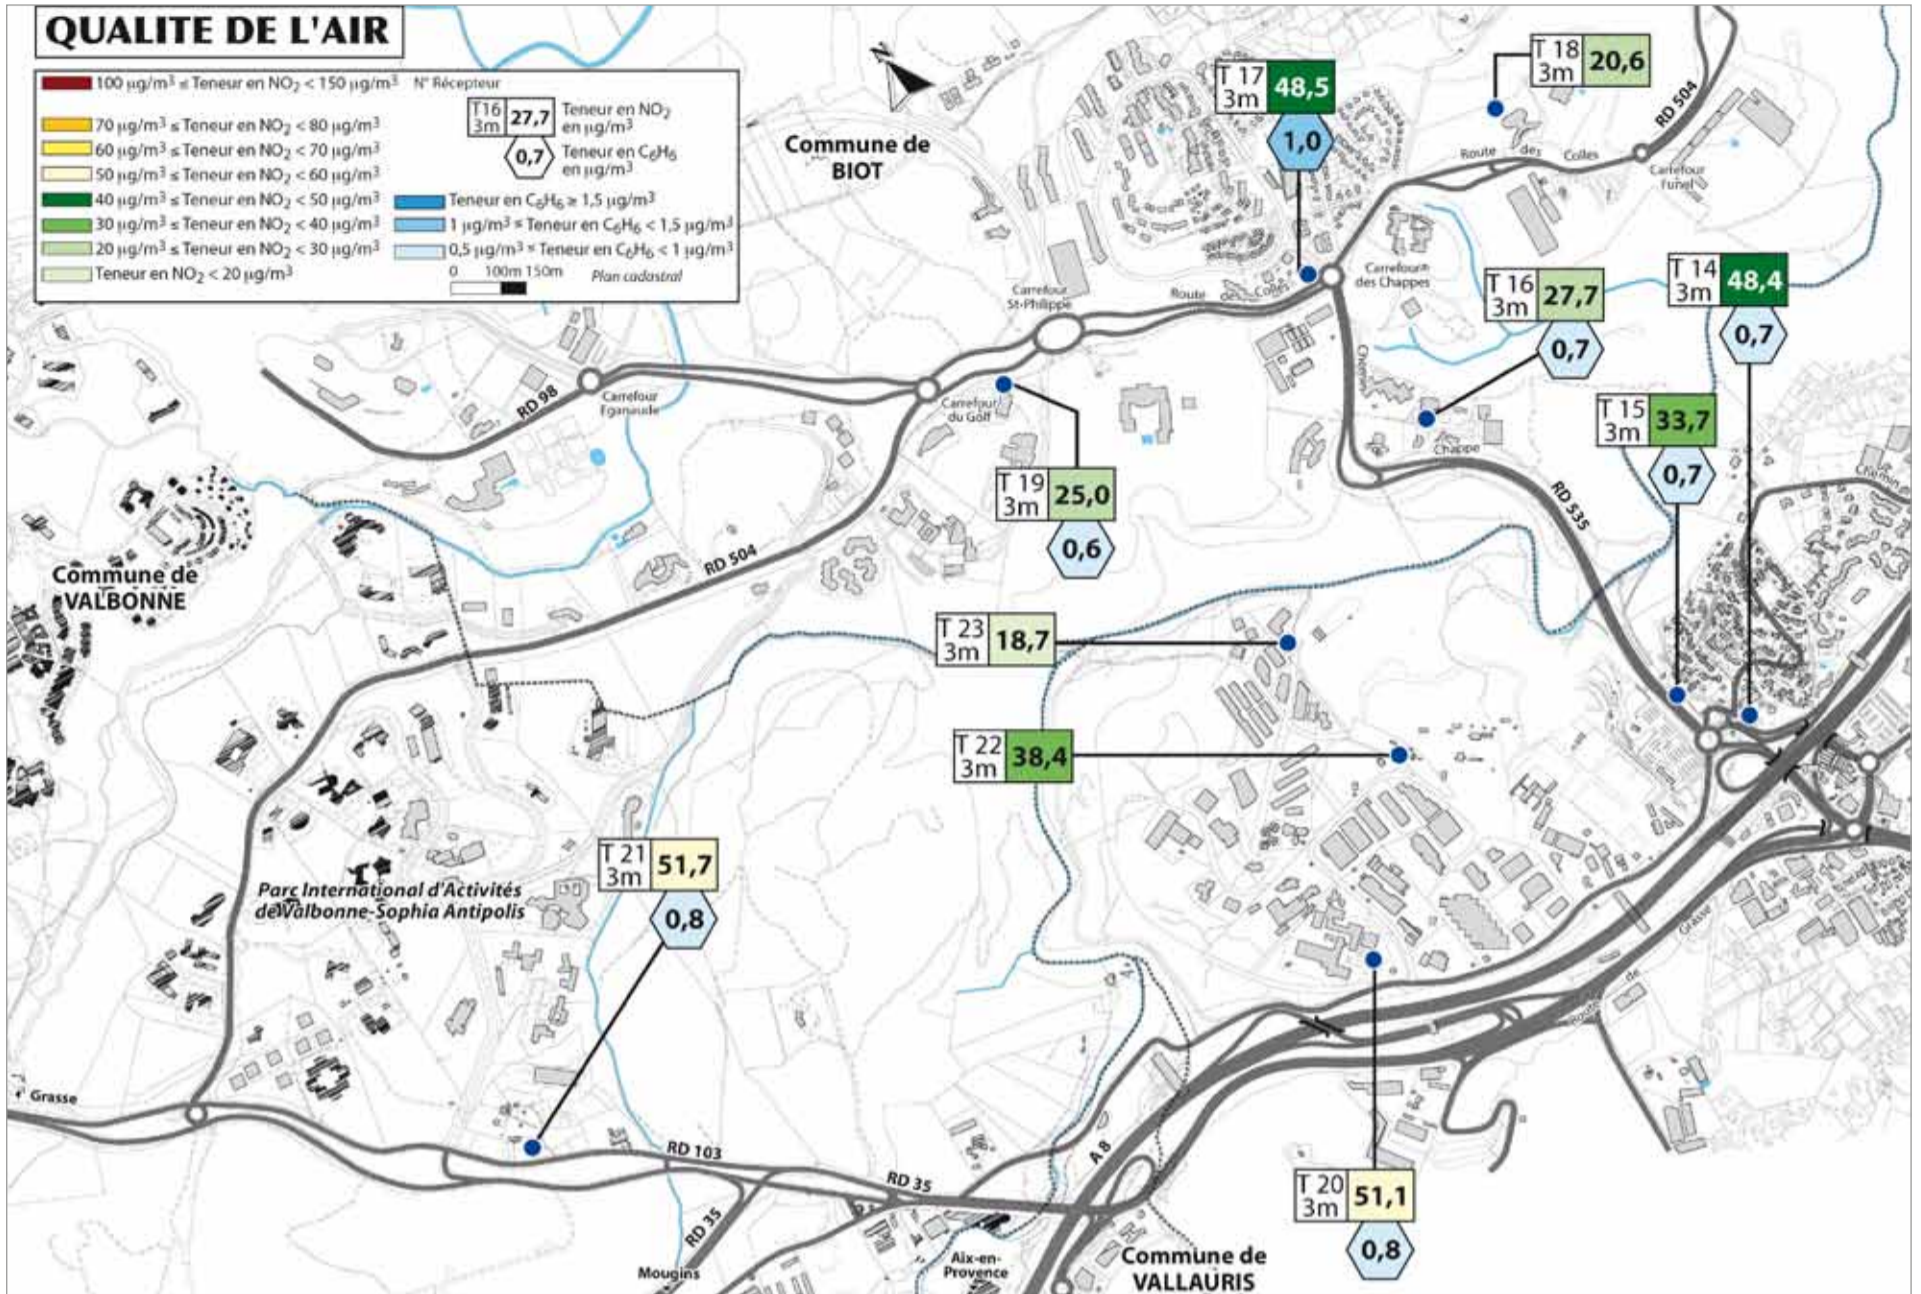 QUALITE DE L'AIR
100 µg/m³ ≤ Teneur en NO₂ < 150 µg/m³
N° Récepteur
70 µg/m³ ≤ Teneur en NO₂ < 80 µg/m³
60 µg/m³ ≤ Teneur en NO₂ < 70 µg/m³
50 µg/m³ ≤ Teneur en NO₂ < 60 µg/m³
40 µg/m³ ≤ Teneur en NO₂ < 50 µg/m³
30 µg/m³ ≤ Teneur en NO₂ < 40 µg/m³
20 µg/m³ ≤ Teneur en NO₂ < 30 µg/m³
Teneur en NO₂ < 20 µg/m³
T16 27,7 Teneur en NO₂
3m en µg/m³
0,7 Teneur en C₆H₆
en µg/m³
Teneur en C₆H₆ ≥ 1,5 µg/m³
1 µg/m³ ≤ Teneur en C₆H₆ < 1,5 µg/m³
0,5 µg/m³ ≤ Teneur en C₆H₆ < 1 µg/m³
0 100m 150m Plan cadastral
N
Commune de
BIOT
T 17 48,5
3m
1,0
T 18 20,6
3m
RD 504
Route des Colles
Carrefour
Funel
Carrefour
des Chappes
Carrefour
St-Philippe
Route des Colles
T 16 27,7
3m
0,7
T 14 48,4
3m
0,7
Chemin
Chappe
T 15 33,7
3m
0,7
RD 98
Carrefour
Eganaude
Carrefour
du Golf
T 19 25,0
3m
0,6
RD 535
Chemin
RD 504
Commune de
VALBONNE
T 23 18,7
3m
T 22 38,4
3m
T 21 51,7
3m
0,8
Parc International d'Activités
de Valbonne-Sophia Antipolis
Route de Grasse
Grasse
RD 103
RD 35
RD 35
A 8
Mougins
Aix-en-
Provence
Commune de
VALLAURIS
T 20 51,1
3m
0,8